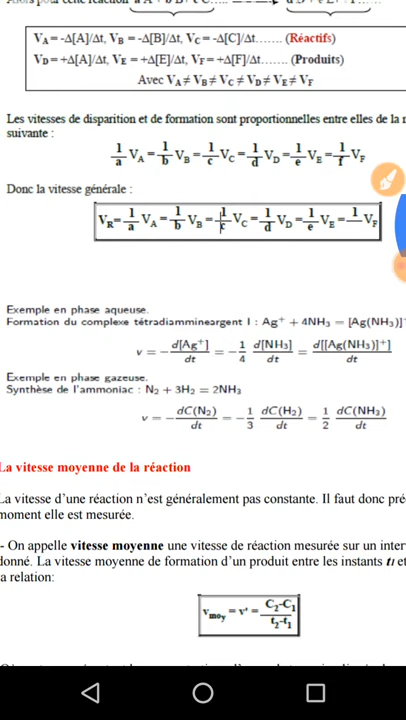 pour cette réaction
V_A = -Δ[A]/Δt, V_B = -Δ[B]/Δt, V_C = -Δ[C]/Δt....... (Réactifs)
V_D = +Δ[A]/Δt, V_E = +Δ[E]/Δt, V_F = +Δ[F]/Δt....... (Produits)
Avec V_A ≠ V_B ≠ V_C ≠ V_D ≠ V_E ≠ V_F
Les vitesses de disparition et de formation sont proportionnelles entre elles de la
suivante :
1/a V_A = 1/b V_B = 1/c V_C = 1/d V_D = 1/e V_E = 1/f V_F
Donc la vitesse générale :
V_R = 1/a V_A = 1/b V_B = 1/c V_C = 1/d V_D = 1/e V_E = 1/ V_F
Exemple en phase aqueuse.
Formation du complexe tétradiammineargent I : Ag⁺ + 4NH₃ = [Ag(NH₃)]
v = − d[Ag⁺]/dt = − 1/4 d[NH₃]/dt = d[[Ag(NH₃)]⁺]/dt
Exemple en phase gazeuse.
Synthèse de l'ammoniac : N₂ + 3H₂ = 2NH₃
v = − dC(N₂)/dt = − 1/3 dC(H₂)/dt = 1/2 dC(NH₃)/dt
La vitesse moyenne de la réaction
La vitesse d'une réaction n'est généralement pas constante. Il faut donc pré
moment elle est mesurée.
- On appelle vitesse moyenne une vitesse de réaction mesurée sur un inter
donné. La vitesse moyenne de formation d'un produit entre les instants t1 et
la relation:
v_moy = v' = C₂-C₁/t₂-t₁